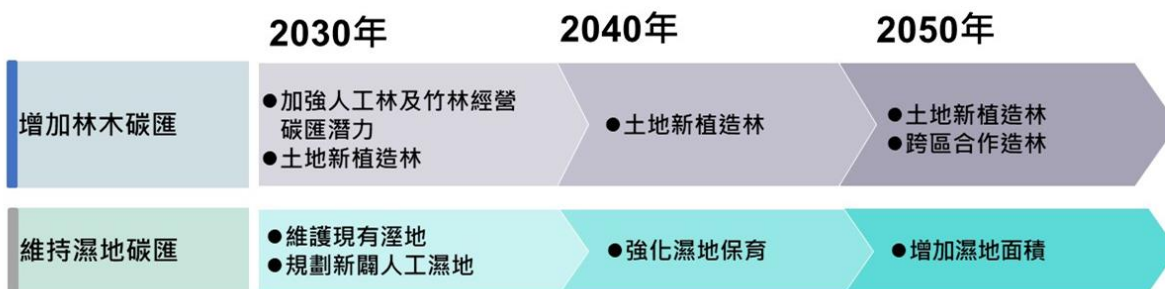 2030年
2040年
2050年
增加林木碳匯
●加強人工林及竹林經營
碳匯潛力
●土地新植造林
●土地新植造林
●土地新植造林
●跨區合作造林
維持濕地碳匯
●維護現有溼地
●規劃新闢人工濕地
●強化濕地保育
●增加濕地面積